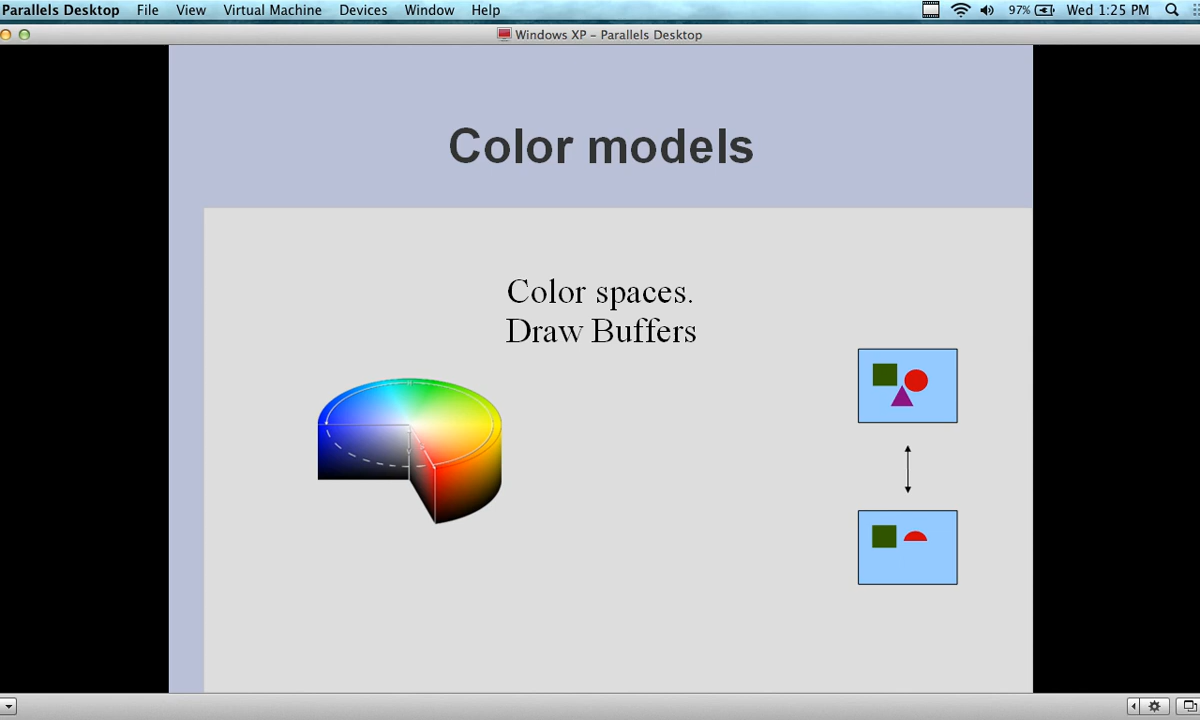 Parallels Desktop File View Virtual Machine Devices Window Help 97% Wed 1:25 PM
Windows XP – Parallels Desktop
Color models
Color spaces.
Draw Buffers